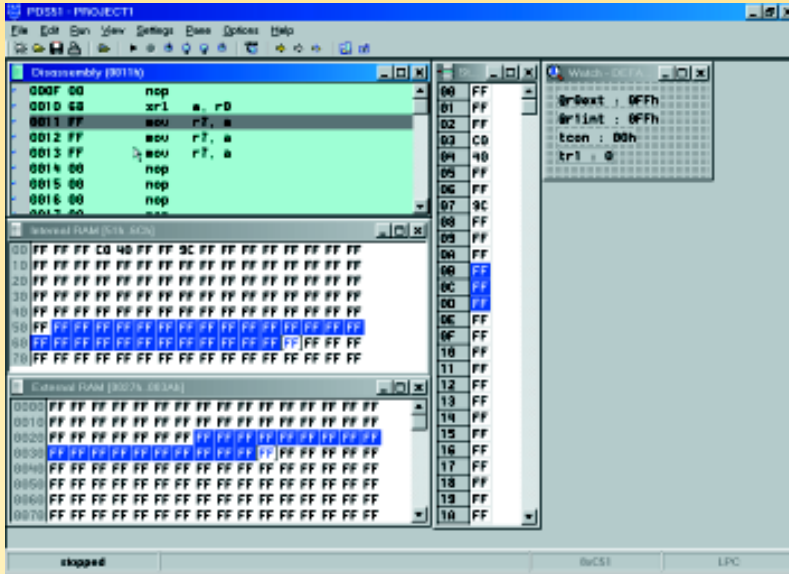 PDS51 - PROJECT1
File Edit Run View Settings Pane Options Help
Disassembly (0011h)
000F 00 nop
0010 68 xrl a, r0
0011 FF mov r7, a
0012 FF mov r7, a
0013 FF mov r7, a
0014 00 nop
0015 00 nop
0016 00 nop
0017 00 nop
Internal RAM [51h..6Ch]
00 FF FF FF C0 40 FF FF 9C FF FF FF FF FF FF FF FF
10 FF FF FF FF FF FF FF FF FF FF FF FF FF FF FF FF
20 FF FF FF FF FF FF FF FF FF FF FF FF FF FF FF FF
30 FF FF FF FF FF FF FF FF FF FF FF FF FF FF FF FF
40 FF FF FF FF FF FF FF FF FF FF FF FF FF FF FF FF
50 FF FF FF FF FF FF FF FF FF FF FF FF FF FF FF FF
60 FF FF FF FF FF FF FF FF FF FF FF FF FF FF FF FF
70 FF FF FF FF FF FF FF FF FF FF FF FF FF FF FF FF
External RAM [0027h..003Ah]
0000 FF FF FF FF FF FF FF FF FF FF FF FF FF FF FF FF
0010 FF FF FF FF FF FF FF FF FF FF FF FF FF FF FF FF
0020 FF FF FF FF FF FF FF FF FF FF FF FF FF FF FF FF
0030 FF FF FF FF FF FF FF FF FF FF FF FF FF FF FF FF
0040 FF FF FF FF FF FF FF FF FF FF FF FF FF FF FF FF
0050 FF FF FF FF FF FF FF FF FF FF FF FF FF FF FF FF
0060 FF FF FF FF FF FF FF FF FF FF FF FF FF FF FF FF
0070 FF FF FF FF FF FF FF FF FF FF FF FF FF FF FF FF
00 FF
01 FF
02 FF
03 C0
04 40
05 FF
06 FF
07 9C
08 FF
09 FF
0A FF
0B FF
0C FF
0D FF
0E FF
0F FF
10 FF
11 FF
12 FF
13 FF
14 FF
15 FF
16 FF
17 FF
18 FF
19 FF
1A FF
Watch - DEFA...
@r0ext : 0FFh
@r1int : 0FFh
tcon : 00h
tr1 : 0
stopped
8xC51
LPC